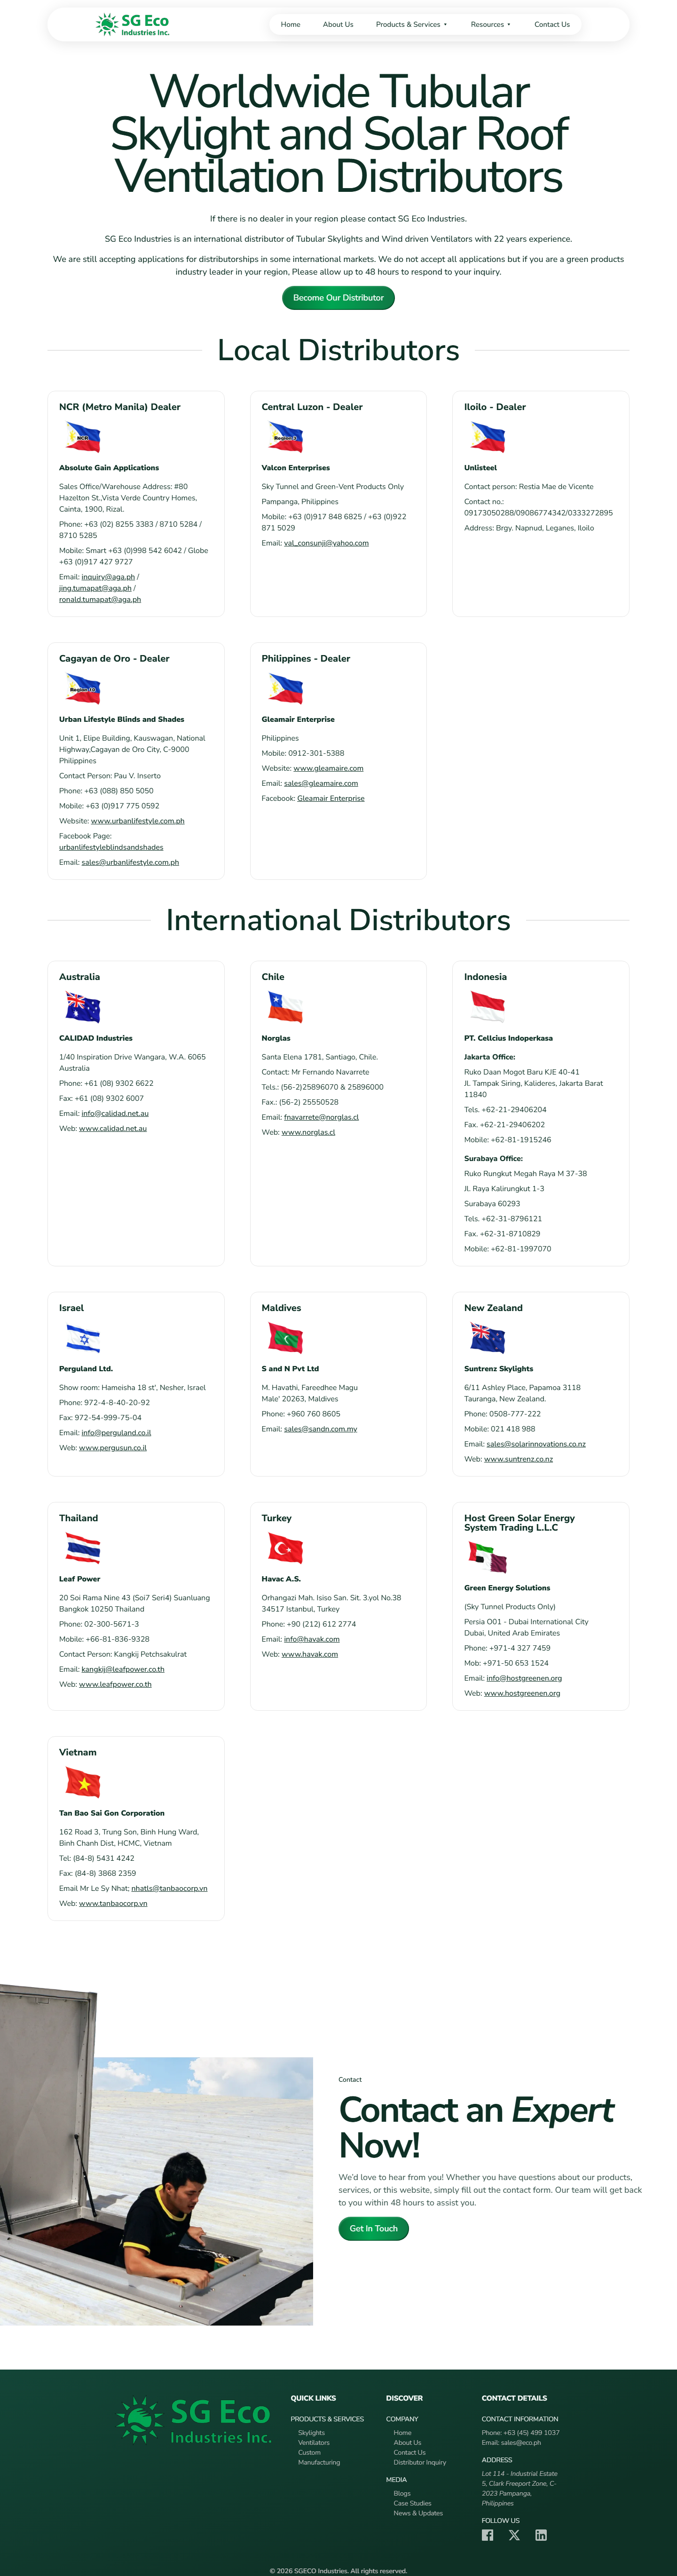 SG Eco
Industries Inc.
Home
About Us
Products & Services
Resources
Contact Us
Worldwide Tubular
Skylight and Solar Roof
Ventilation Distributors
If there is no dealer in your region please contact SG Eco Industries.
SG Eco Industries is an international distributor of Tubular Skylights and Wind driven Ventilators with 22 years experience.
We are still accepting applications for distributorships in some international markets. We do not accept all applications but if you are a green products
industry leader in your region, Please allow up to 48 hours to respond to your inquiry.
Become Our Distributor
Local Distributors
NCR (Metro Manila) Dealer
NCR
Absolute Gain Applications
Sales Office/Warehouse Address: #80
Hazelton St.,Vista Verde Country Homes,
Cainta, 1900, Rizal.
Phone: +63 (02) 8255 3383 / 8710 5284 /
8710 5285
Mobile: Smart +63 (0)998 542 6042 / Globe
+63 (0)917 427 9727
Email: inquiry@aga.ph /
jing.tumapat@aga.ph /
ronald.tumapat@aga.ph
Central Luzon - Dealer
Region 3
Valcon Enterprises
Sky Tunnel and Green-Vent Products Only
Pampanga, Philippines
Mobile: +63 (0)917 848 6825 / +63 (0)922
871 5029
Email: val_consunji@yahoo.com
Iloilo - Dealer
Unlisteel
Contact person: Restia Mae de Vicente
Contact no.:
09173050288/09086774342/0333272895
Address: Brgy. Napnud, Leganes, Iloilo
Cagayan de Oro - Dealer
Region 10
Urban Lifestyle Blinds and Shades
Unit 1, Elipe Building, Kauswagan, National
Highway,Cagayan de Oro City, C-9000
Philippines
Contact Person: Pau V. Inserto
Phone: +63 (088) 850 5050
Mobile: +63 (0)917 775 0592
Website: www.urbanlifestyle.com.ph
Facebook Page:
urbanlifestyleblindsandshades
Email: sales@urbanlifestyle.com.ph
Philippines - Dealer
Gleamair Enterprise
Philippines
Mobile: 0912-301-5388
Website: www.gleamaire.com
Email: sales@gleamaire.com
Facebook: Gleamair Enterprise
International Distributors
Australia
CALIDAD Industries
1/40 Inspiration Drive Wangara, W.A. 6065
Australia
Phone: +61 (08) 9302 6622
Fax: +61 (08) 9302 6007
Email: info@calidad.net.au
Web: www.calidad.net.au
Chile
Norglas
Santa Elena 1781, Santiago, Chile.
Contact: Mr Fernando Navarrete
Tels.: (56-2)25896070 & 25896000
Fax.: (56-2) 25550528
Email: fnavarrete@norglas.cl
Web: www.norglas.cl
Indonesia
PT. Cellcius Indoperkasa
Jakarta Office:
Ruko Daan Mogot Baru KJE 40-41
JL Tampak Siring, Kalideres, Jakarta Barat
11840
Tels. +62-21-29406204
Fax. +62-21-29406202
Mobile: +62-81-1915246
Surabaya Office:
Ruko Rungkut Megah Raya M 37-38
Jl. Raya Kalirungkut 1-3
Surabaya 60293
Tels. +62-31-8796121
Fax. +62-31-8710829
Mobile: +62-81-1997070
Israel
Perguland Ltd.
Show room: Hameisha 18 st', Nesher, Israel
Phone: 972-4-8-40-20-92
Fax: 972-54-999-75-04
Email: info@perguland.co.il
Web: www.pergusun.co.il
Maldives
S and N Pvt Ltd
M. Havathi, Fareedhee Magu
Male' 20263, Maldives
Phone: +960 760 8605
Email: sales@sandn.com.mv
New Zealand
Suntrenz Skylights
6/11 Ashley Place, Papamoa 3118
Tauranga, New Zealand.
Phone: 0508-777-222
Mobile: 021 418 988
Email: sales@solarinnovations.co.nz
Web: www.suntrenz.co.nz
Thailand
Leaf Power
20 Soi Rama Nine 43 (Soi7 Seri4) Suanluang
Bangkok 10250 Thailand
Phone: 02-300-5671-3
Mobile: +66-81-836-9328
Contact Person: Kangkij Petchsakulrat
Email: kangkij@leafpower.co.th
Web: www.leafpower.co.th
Turkey
Havac A.S.
Orhangazi Mah. Isiso San. Sit. 3.yol No.38
34517 Istanbul, Turkey
Phone: +90 (212) 612 2774
Email: info@havak.com
Web: www.havak.com
Host Green Solar Energy
System Trading L.L.C
Green Energy Solutions
(Sky Tunnel Products Only)
Persia O01 - Dubai International City
Dubai, United Arab Emirates
Phone: +971-4 327 7459
Mob: +971-50 653 1524
Email: info@hostgreenen.org
Web: www.hostgreenen.org
Vietnam
Tan Bao Sai Gon Corporation
162 Road 3, Trung Son, Binh Hung Ward,
Binh Chanh Dist, HCMC, Vietnam
Tel: (84-8) 5431 4242
Fax: (84-8) 3868 2359
Email Mr Le Sy Nhat: nhatls@tanbaocorp.vn
Web: www.tanbaocorp.vn
Contact
Contact an Expert
Now!
We'd love to hear from you! Whether you have questions about our products,
services, or this website, simply fill out the contact form. Our team will get back
to you within 48 hours to assist you.
Get In Touch
SG Eco
Industries Inc.
QUICK LINKS
PRODUCTS & SERVICES
Skylights
Ventilators
Custom
Manufacturing
DISCOVER
COMPANY
Home
About Us
Contact Us
Distributor Inquiry
MEDIA
Blogs
Case Studies
News & Updates
CONTACT DETAILS
CONTACT INFORMATION
Phone: +63 (45) 499 1037
Email: sales@eco.ph
ADDRESS
Lot 114 - Industrial Estate
5, Clark Freeport Zone, C-
2023 Pampanga,
Philippines
FOLLOW US
© 2026 SGECO Industries. All rights reserved.